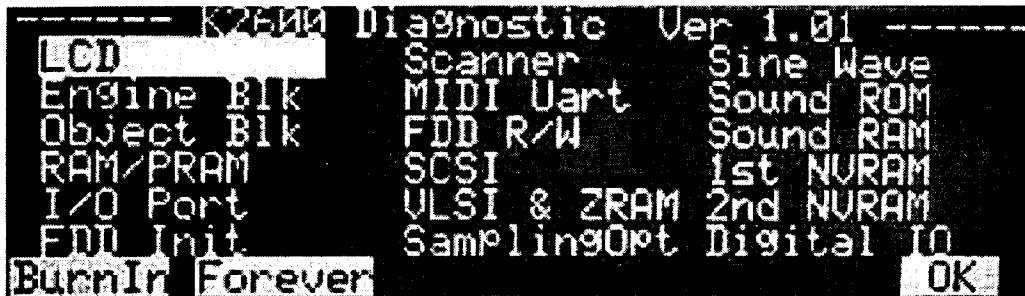 ------ K2600 Diagnostic Ver 1.01 ------
LCD Scanner Sine Wave
Engine Blk MIDI Uart Sound ROM
Object Blk FDD R/W Sound RAM
RAM/PRAM SCSI 1st NVRAM
I/O Port VLSI & ZRAM 2nd NVRAM
FDD Init SamplingOpt Digital IO
BurnIn Forever OK